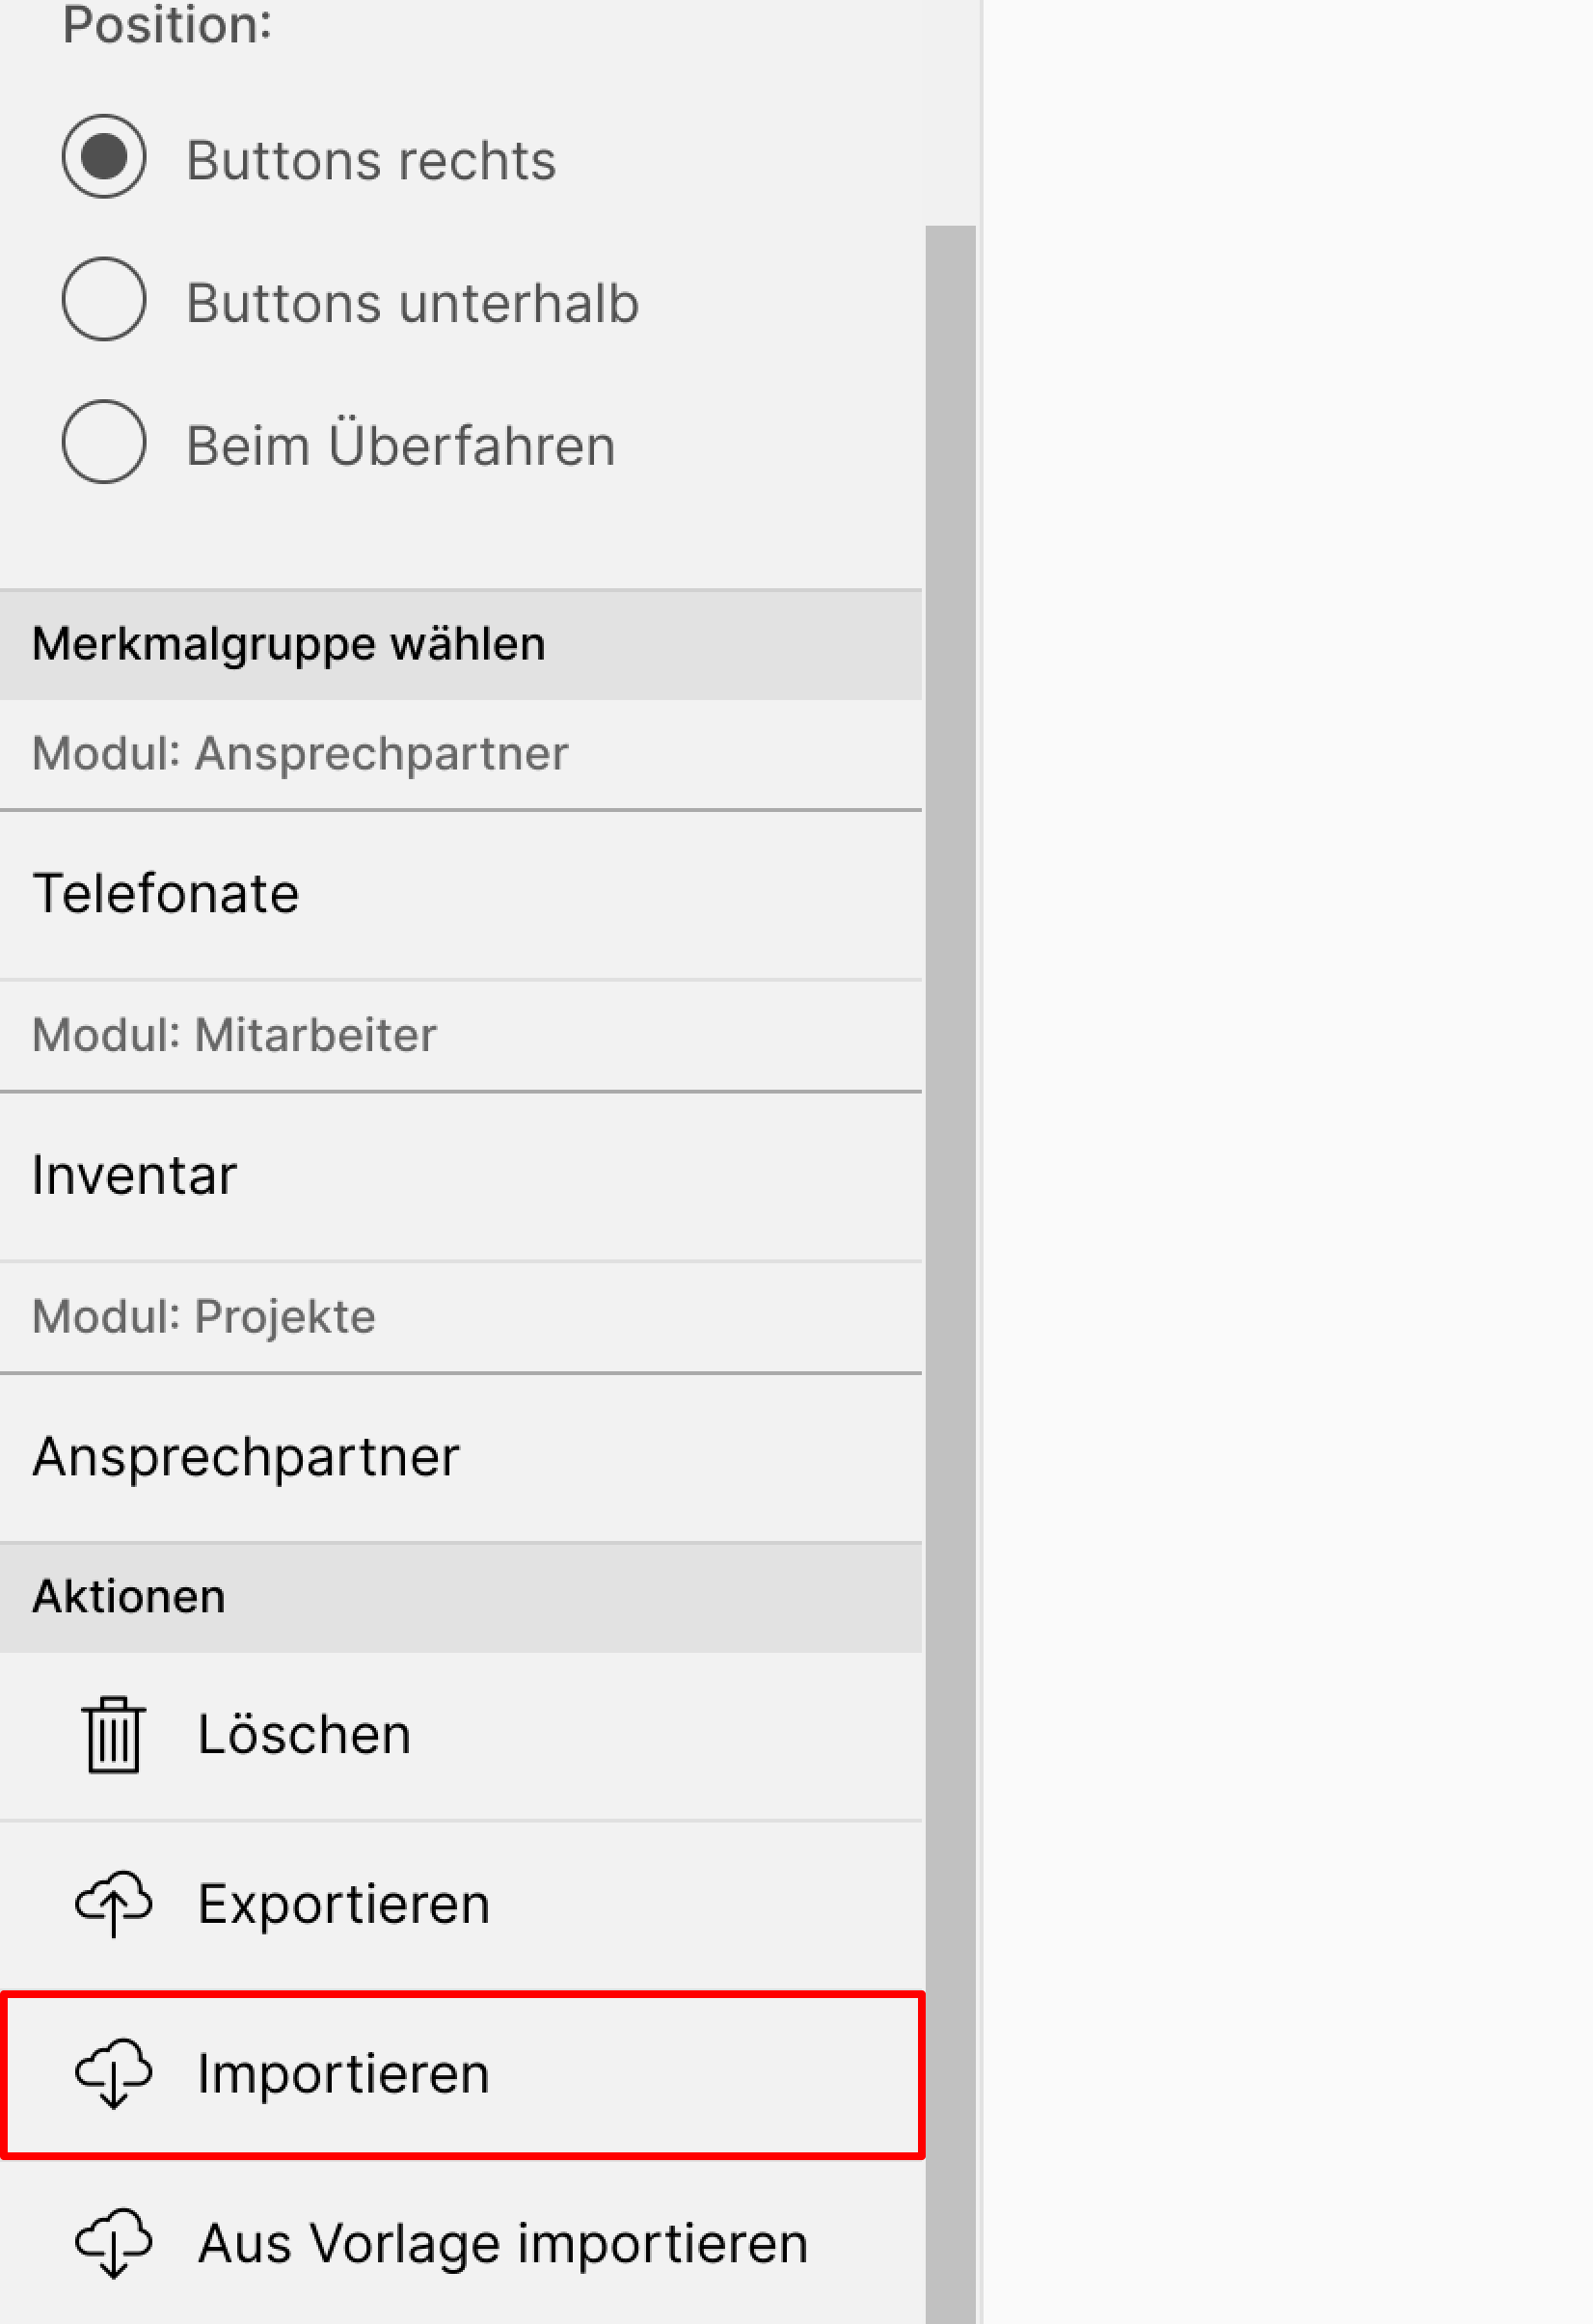 Position:
Buttons rechts
Buttons unterhalb
Beim Überfahren
Merkmalgruppe wählen
Modul: Ansprechpartner
Telefonate
Modul: Mitarbeiter
Inventar
Modul: Projekte
Ansprechpartner
Aktionen
Löschen
Exportieren
Importieren
Aus Vorlage importieren